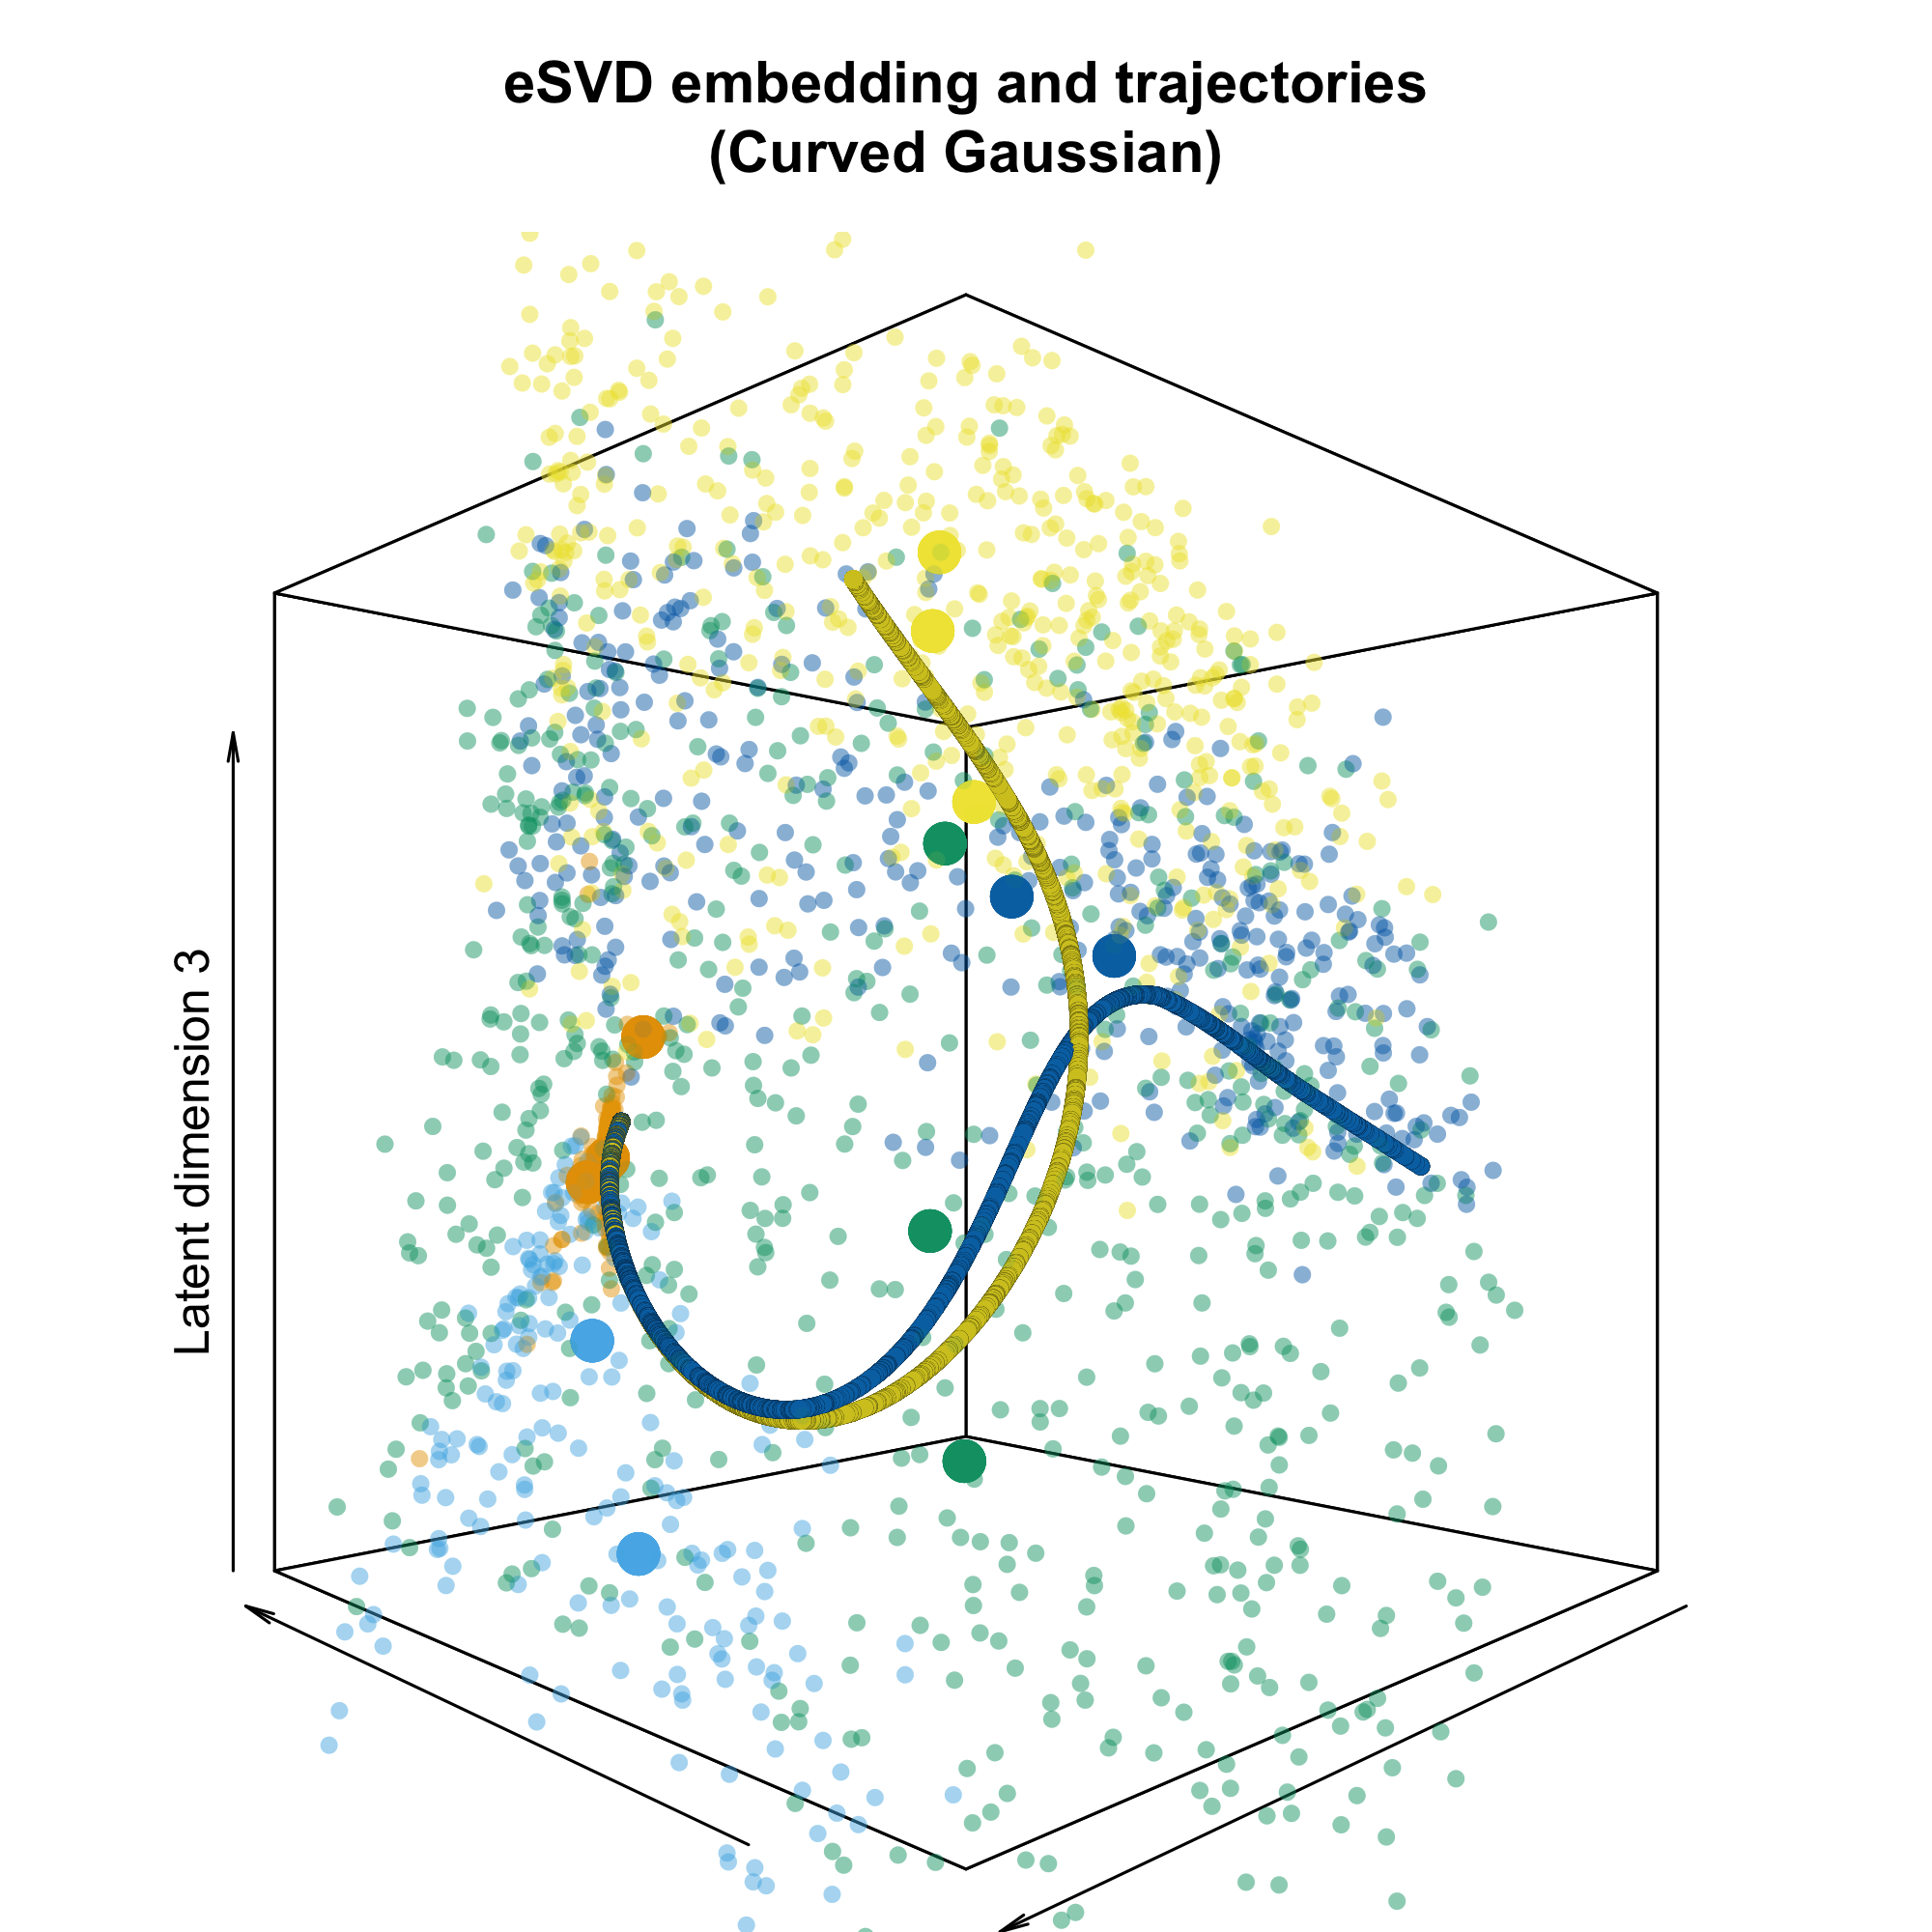 eSVD embedding and trajectories
(Curved Gaussian)
Latent dimension 3